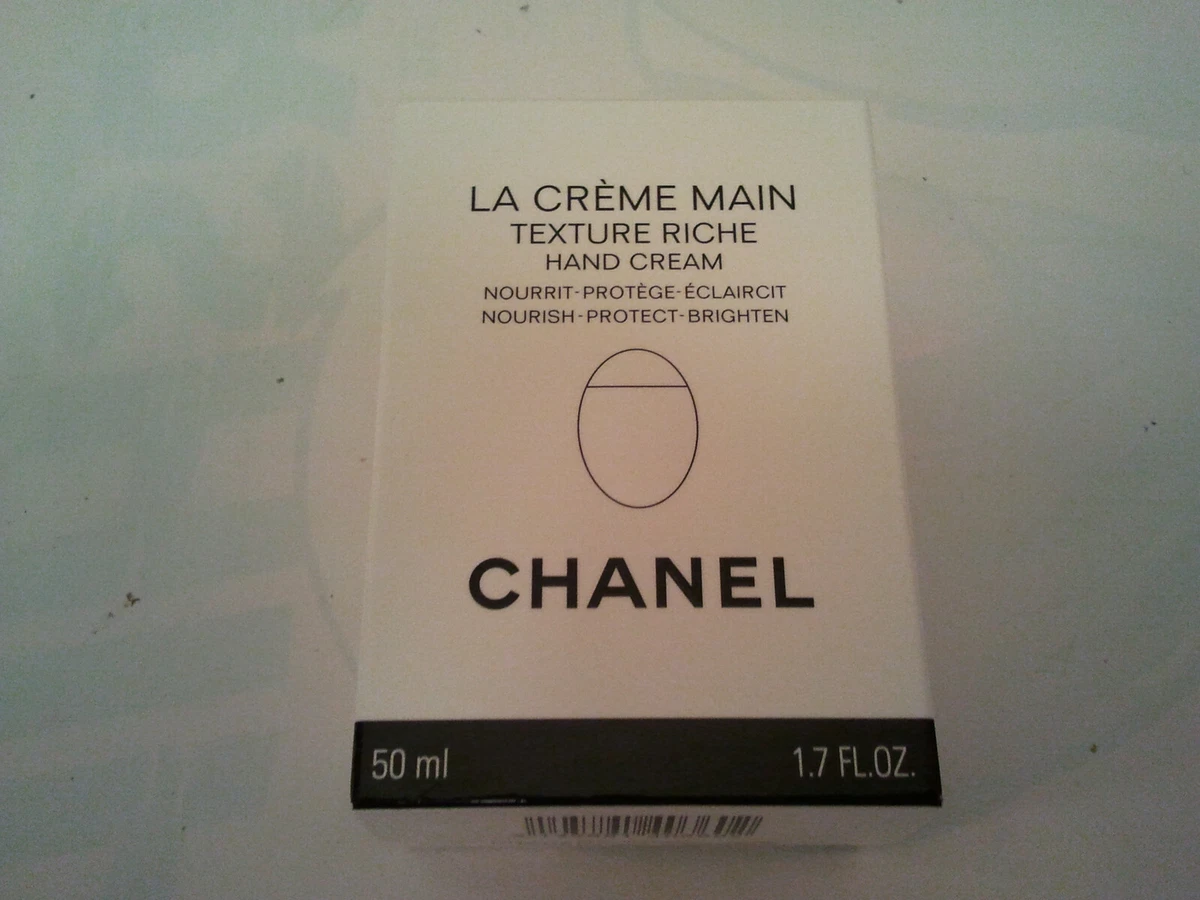 LA CRÈME MAIN
TEXTURE RICHE
HAND CREAM
NOURRIT-PROTÈGE-ÉCLAIRCIT
NOURISH-PROTECT-BRIGHTEN
CHANEL
50 ml 1.7 FL.OZ.